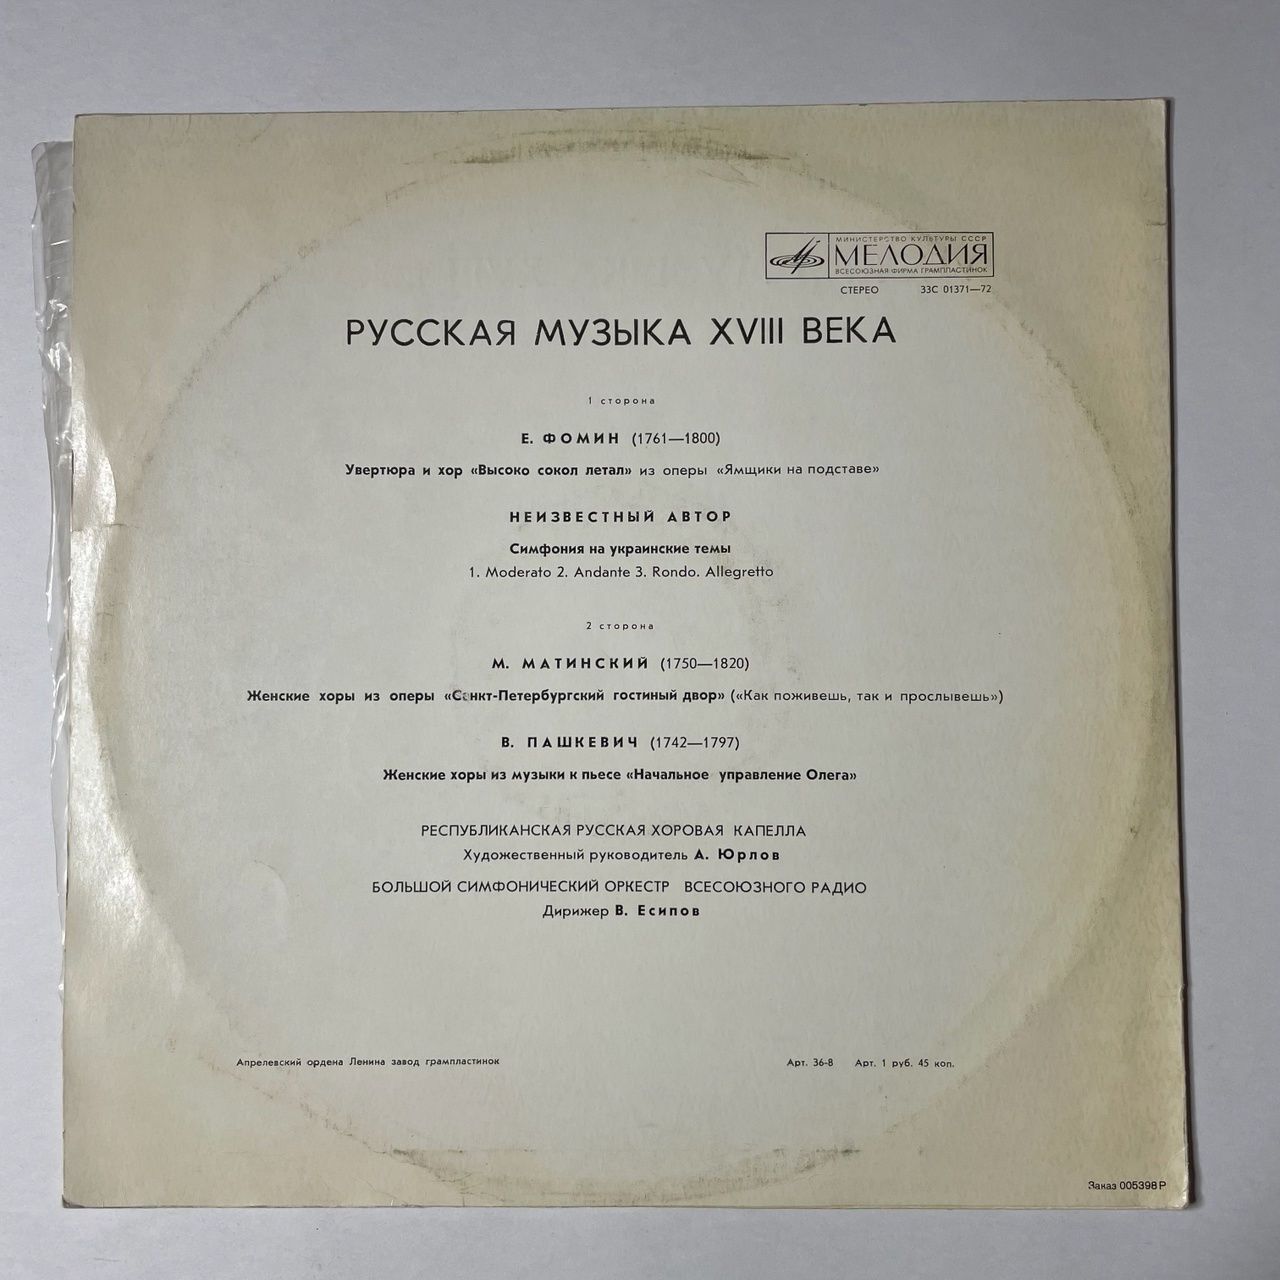 МИНИСТЕРСТВО КУЛЬТУРЫ СССР
МЕЛОДИЯ
ВСЕСОЮЗНАЯ ФИРМА ГРАМПЛАСТИНОК
СТЕРЕО 33С 01371—72
РУССКАЯ МУЗЫКА XVIII ВЕКА
1 сторона
Е. ФОМИН (1761—1800)
Увертюра и хор «Высоко сокол летал» из оперы «Ямщики на подставе»
НЕИЗВЕСТНЫЙ АВТОР
Симфония на украинские темы
1. Moderato 2. Andante 3. Rondo. Allegretto
2 сторона
М. МАТИНСКИЙ (1750—1820)
Женские хоры из оперы «Санкт-Петербургский гостиный двор» («Как поживешь, так и прослывешь»)
В. ПАШКЕВИЧ (1742—1797)
Женские хоры из музыки к пьесе «Начальное управление Олега»
РЕСПУБЛИКАНСКАЯ РУССКАЯ ХОРОВАЯ КАПЕЛЛА
Художественный руководитель А. Юрлов
БОЛЬШОЙ СИМФОНИЧЕСКИЙ ОРКЕСТР ВСЕСОЮЗНОГО РАДИО
Дирижер В. Есипов
Апрелевский ордена Ленина завод грампластинок
Арт. 36-8 Арт. 1 руб. 45 коп.
Заказ 005398 Р